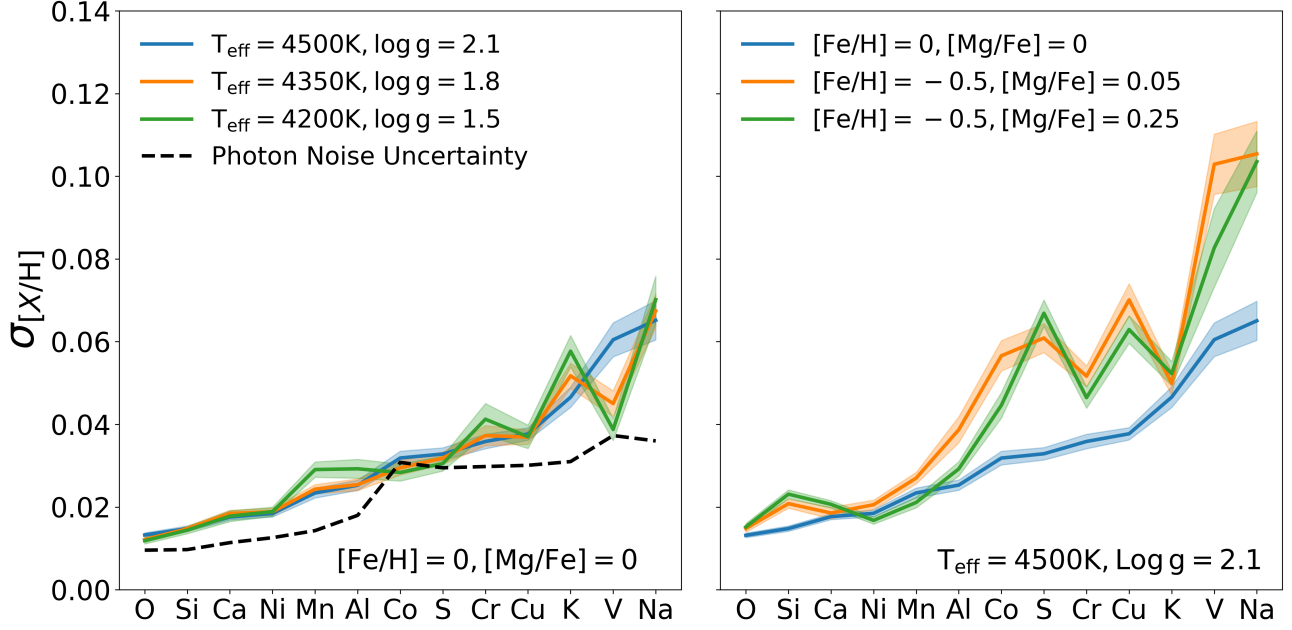 σ[X/H]
0.14
0.12
0.10
0.08
0.06
0.04
0.02
0.00
Teff = 4500K, log g = 2.1
Teff = 4350K, log g = 1.8
Teff = 4200K, log g = 1.5
Photon Noise Uncertainty
[Fe/H] = 0, [Mg/Fe] = 0
O Si Ca Ni Mn Al Co S Cr Cu K V Na
[Fe/H] = 0, [Mg/Fe] = 0
[Fe/H] = −0.5, [Mg/Fe] = 0.05
[Fe/H] = −0.5, [Mg/Fe] = 0.25
Teff = 4500K, Log g = 2.1
O Si Ca Ni Mn Al Co S Cr Cu K V Na